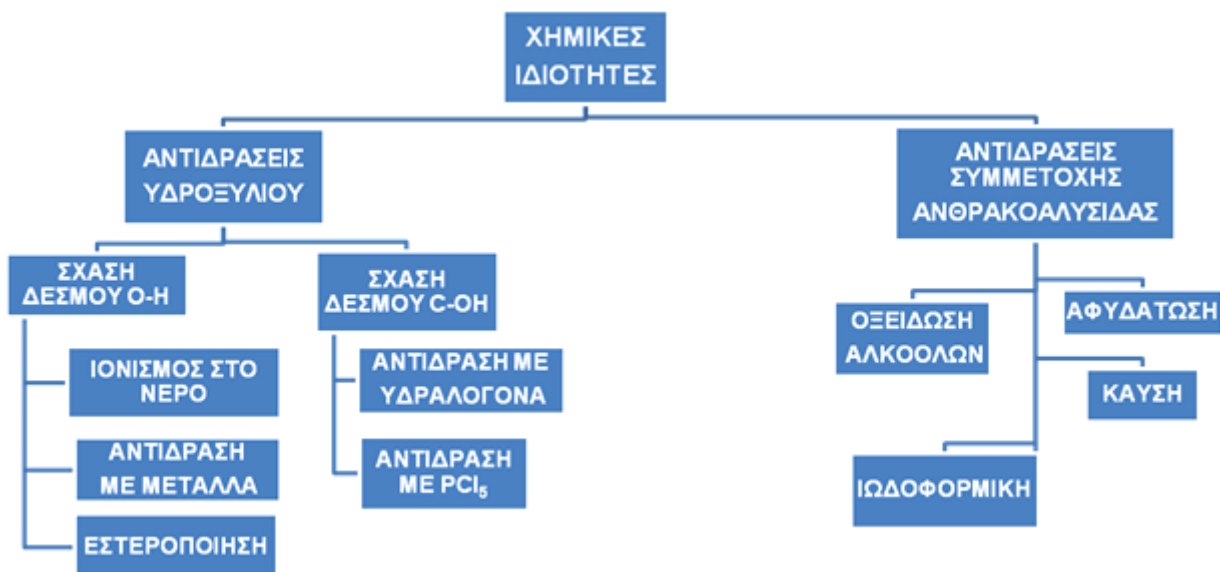 ΧΗΜΙΚΕΣ
ΙΔΙΟΤΗΤΕΣ
ΑΝΤΙΔΡΑΣΕΙΣ
ΥΔΡΟΞΥΛΙΟΥ
ΣΧΑΣΗ
ΔΕΣΜΟΥ Ο-Η
ΙΟΝΙΣΜΟΣ ΣΤΟ
ΝΕΡΟ
ΑΝΤΙΔΡΑΣΗ
ΜΕ ΜΕΤΑΛΛΑ
ΕΣΤΕΡΟΠΟΙΗΣΗ
ΣΧΑΣΗ
ΔΕΣΜΟΥ C-OH
ΑΝΤΙΔΡΑΣΗ ΜΕ
ΥΔΡΑΛΟΓΟΝΑ
ΑΝΤΙΔΡΑΣΗ
ΜΕ PCl₅
ΑΝΤΙΔΡΑΣΕΙΣ
ΣΥΜΜΕΤΟΧΗΣ
ΑΝΘΡΑΚΟΑΛΥΣΙΔΑΣ
ΟΞΕΙΔΩΣΗ
ΑΛΚΟΟΛΩΝ
ΑΦΥΔΑΤΩΣΗ
ΚΑΥΣΗ
ΙΩΔΟΦΟΡΜΙΚΗ